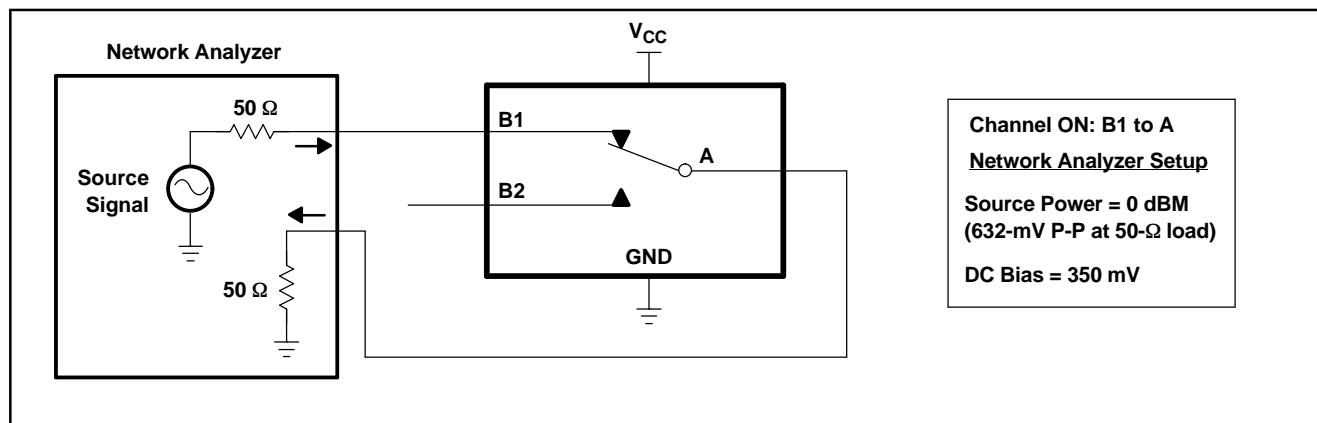 Network Analyzer
50 Ω
Source
Signal
50 Ω
VCC
B1
A
B2
GND
Channel ON: B1 to A
Network Analyzer Setup
Source Power = 0 dBM
(632-mV P-P at 50-Ω load)
DC Bias = 350 mV